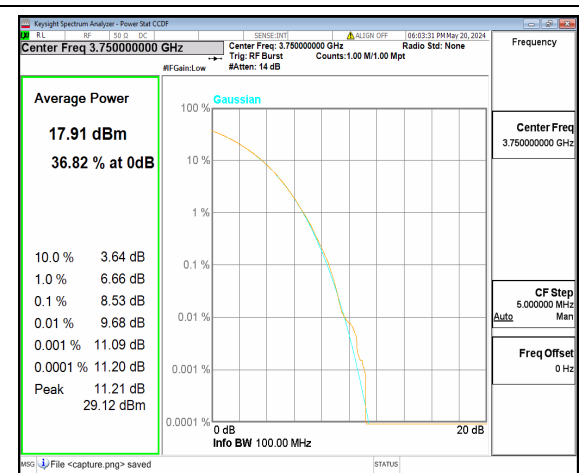 Keysight Spectrum Analyzer - Power Stat CCDF
RL RF 50 Ω DC SENSE:INT ALIGN OFF 06:03:31 PM May 20, 2024
Center Freq 3.750000000 GHz
Center Freq: 3.750000000 GHz Radio Std: None
Trig: RF Burst Counts:1.00 M/1.00 Mpt
#IFGain:Low #Atten: 14 dB
Frequency
Average Power
17.91 dBm
36.82 % at 0dB
10.0 % 3.64 dB
1.0 % 6.66 dB
0.1 % 8.53 dB
0.01 % 9.68 dB
0.001 % 11.09 dB
0.0001 % 11.20 dB
Peak 11.21 dB
29.12 dBm
Gaussian
100 %
10 %
1 %
0.1 %
0.01 %
0.001 %
0.0001 %
0 dB 20 dB
Info BW 100.00 MHz
Center Freq
3.750000000 GHz
CF Step
5.000000 MHz
Auto Man
Freq Offset
0 Hz
MSG File <capture.png> saved STATUS